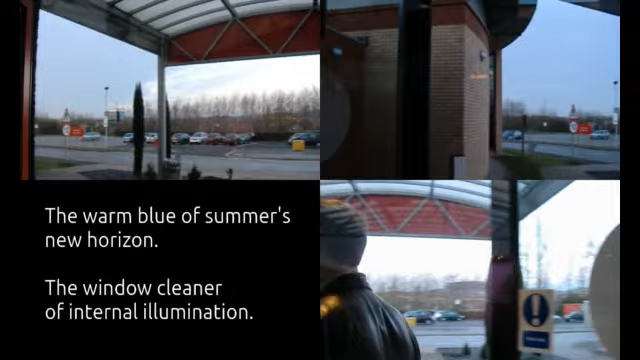 The warm blue of summer's
new horizon.
The window cleaner
of internal illumination.